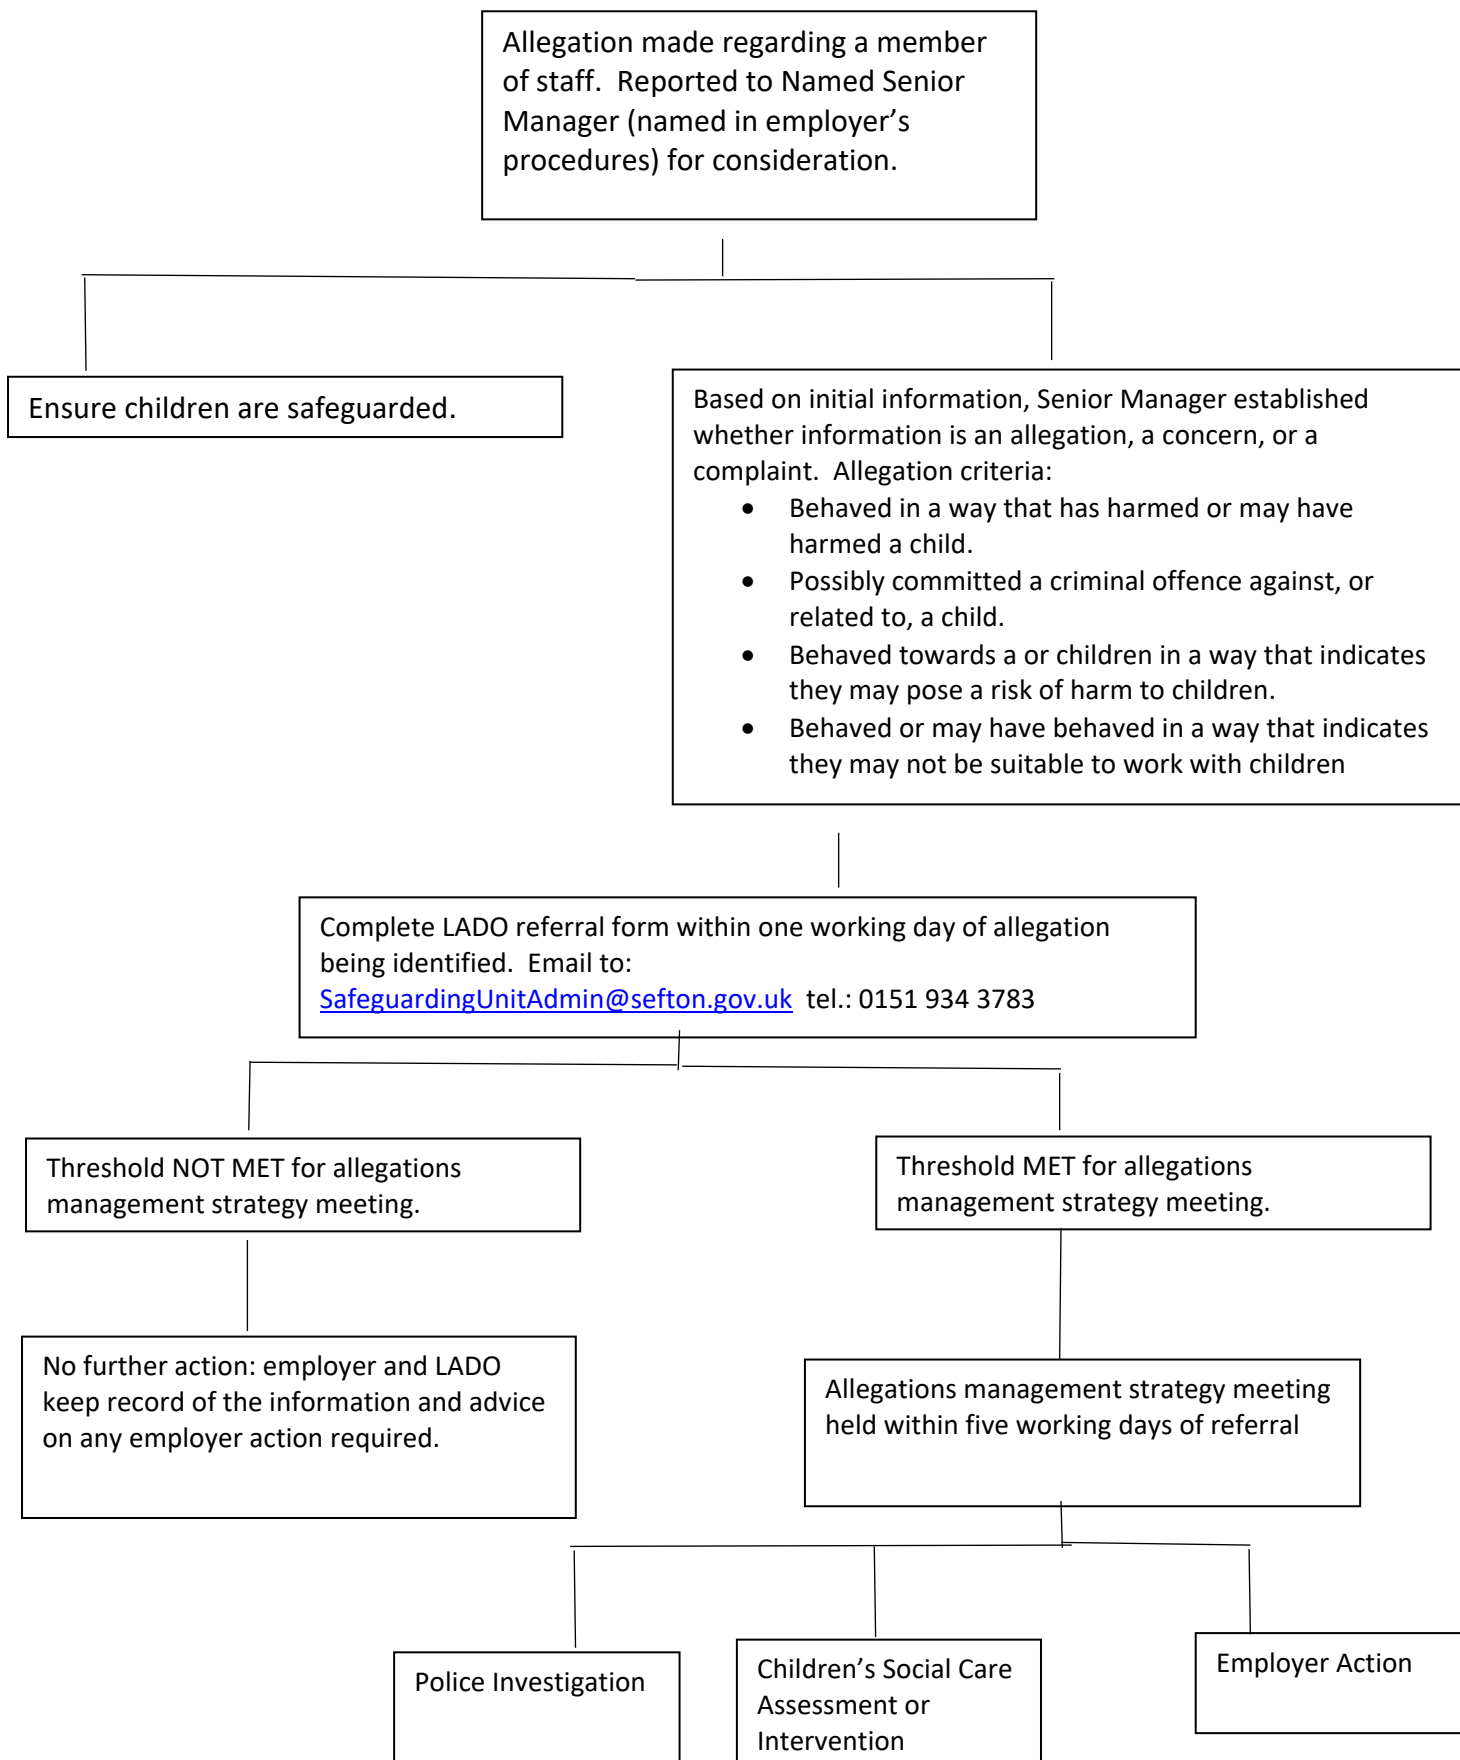 Allegation made regarding a member
of staff.  Reported to Named Senior
Manager (named in employer’s
procedures) for consideration.
Ensure children are safeguarded.
Based on initial information, Senior Manager established
whether information is an allegation, a concern, or a
complaint.  Allegation criteria:
• Behaved in a way that has harmed or may have
harmed a child.
• Possibly committed a criminal offence against, or
related to, a child.
• Behaved towards a or children in a way that indicates
they may pose a risk of harm to children.
• Behaved or may have behaved in a way that indicates
they may not be suitable to work with children
Complete LADO referral form within one working day of allegation
being identified.  Email to:
SafeguardingUnitAdmin@sefton.gov.uk  tel.: 0151 934 3783
Threshold NOT MET for allegations
management strategy meeting.
Threshold MET for allegations
management strategy meeting.
No further action: employer and LADO
keep record of the information and advice
on any employer action required.
Allegations management strategy meeting
held within five working days of referral
Police Investigation
Children’s Social Care
Assessment or
Intervention
Employer Action